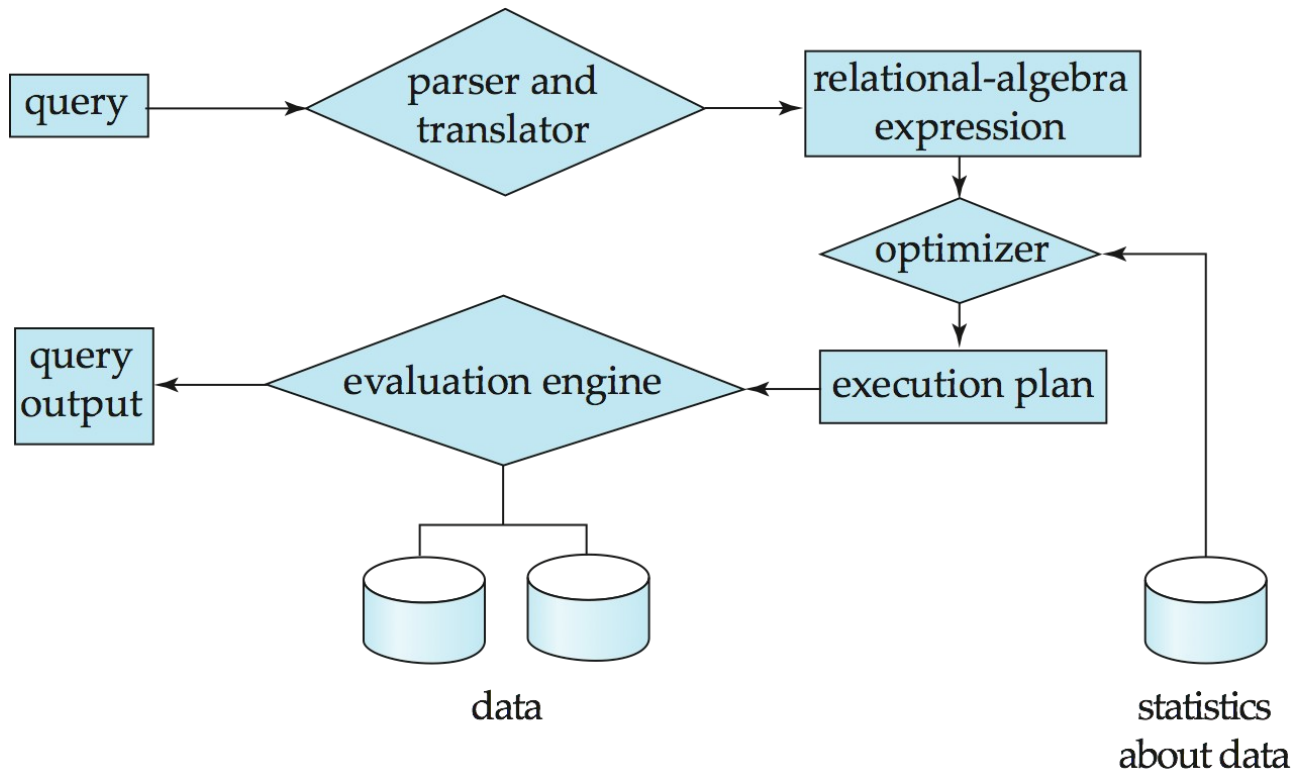 query
parser and
translator
relational-algebra
expression
optimizer
query
output
evaluation engine
execution plan
data
statistics
about data